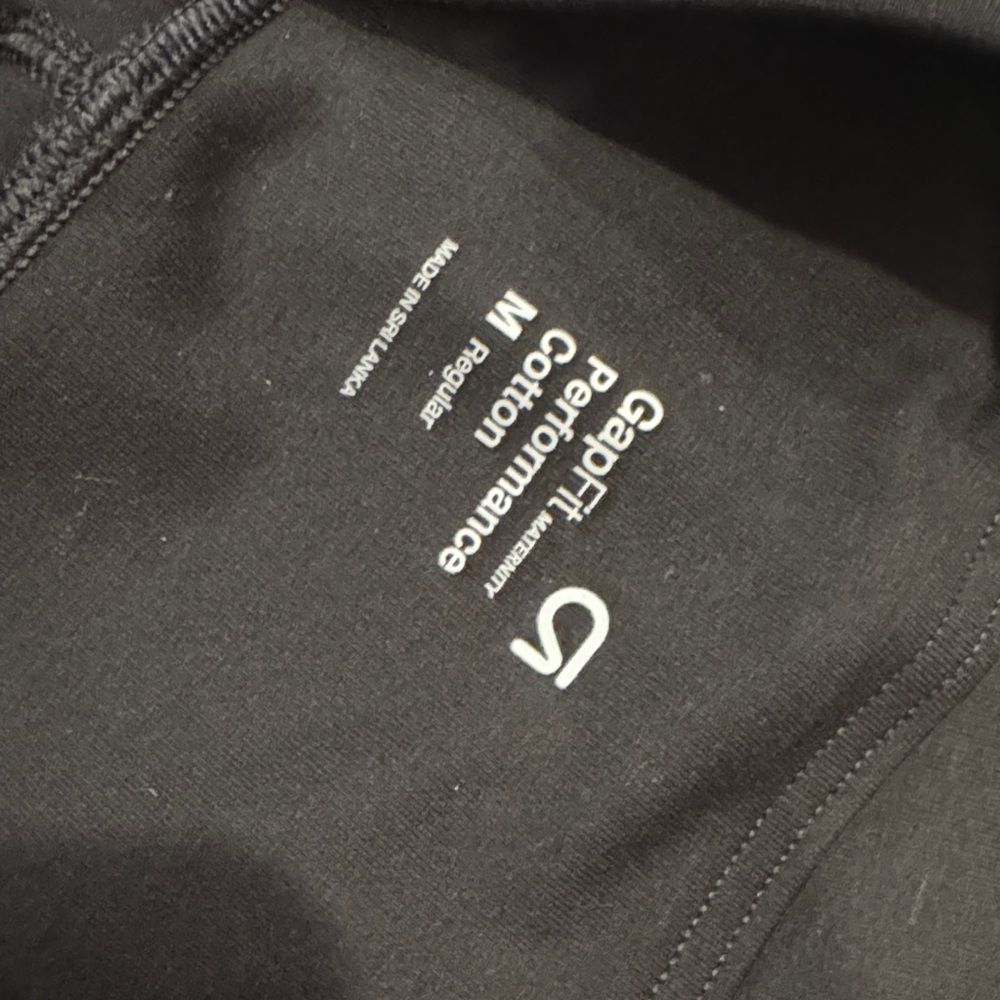 GapFit MATERNITY
Performance
Cotton
M Regular
MADE IN SRI LANKA